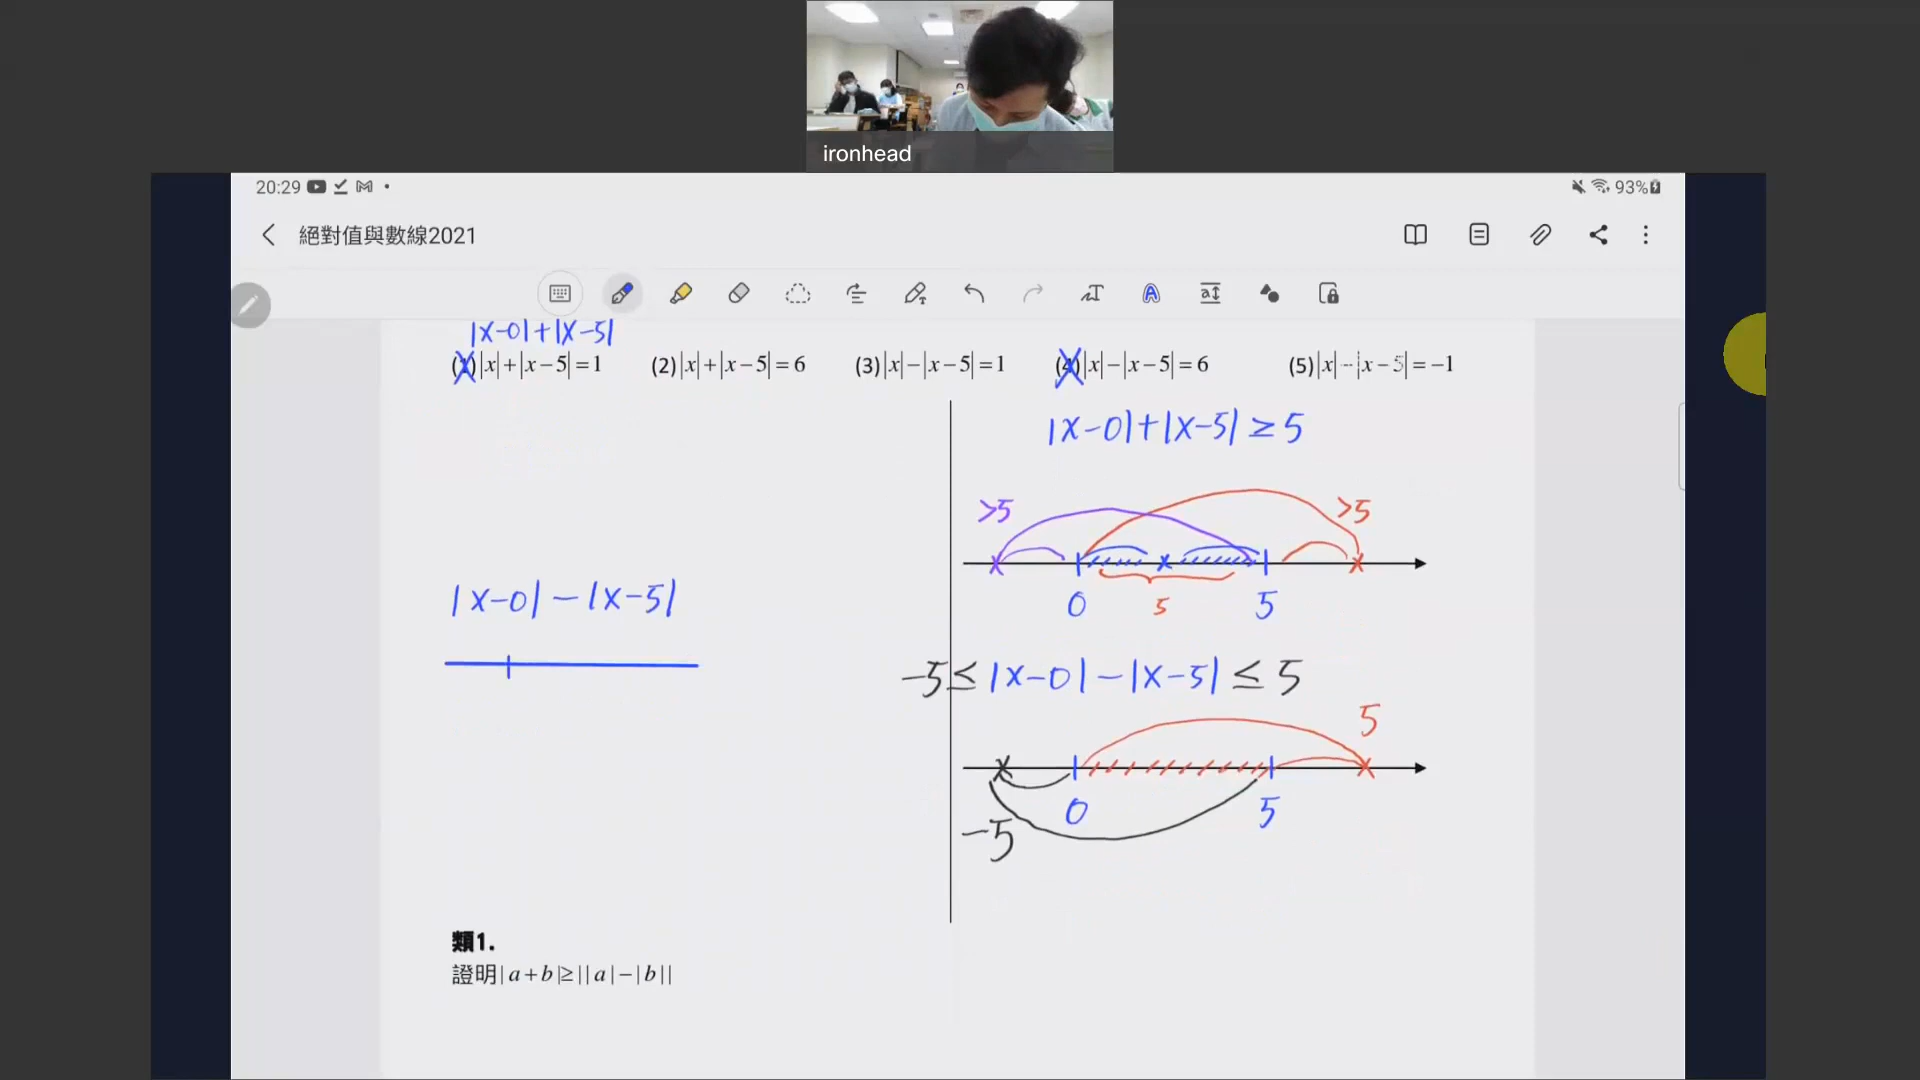 ironhead
20:29
93%
絕對值與數線2021
|x-0|+|x-5|
(1)|x|+|x-5|=1 (2)|x|+|x-5|=6 (3)|x|-|x-5|=1 (4)|x|-|x-5|=6 (5)|x|-|x-5|=-1
|x-0|+|x-5|≥5
>5 >5
0 5 5
|x-0|-|x-5|
-5≤|x-0|-|x-5|≤5
5
0 5
-5
類1.
證明|a+b|≥||a|-|b||